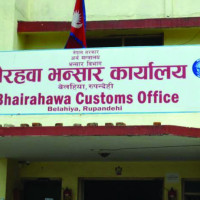 नेपाल सरकार
अर्थ मन्त्रालय
भन्सार विभाग
भैरहवा भन्सार कार्यालय
बेलहिया, रुपन्देही
Bhairahawa Customs Office
Belahiya, Rupandehi